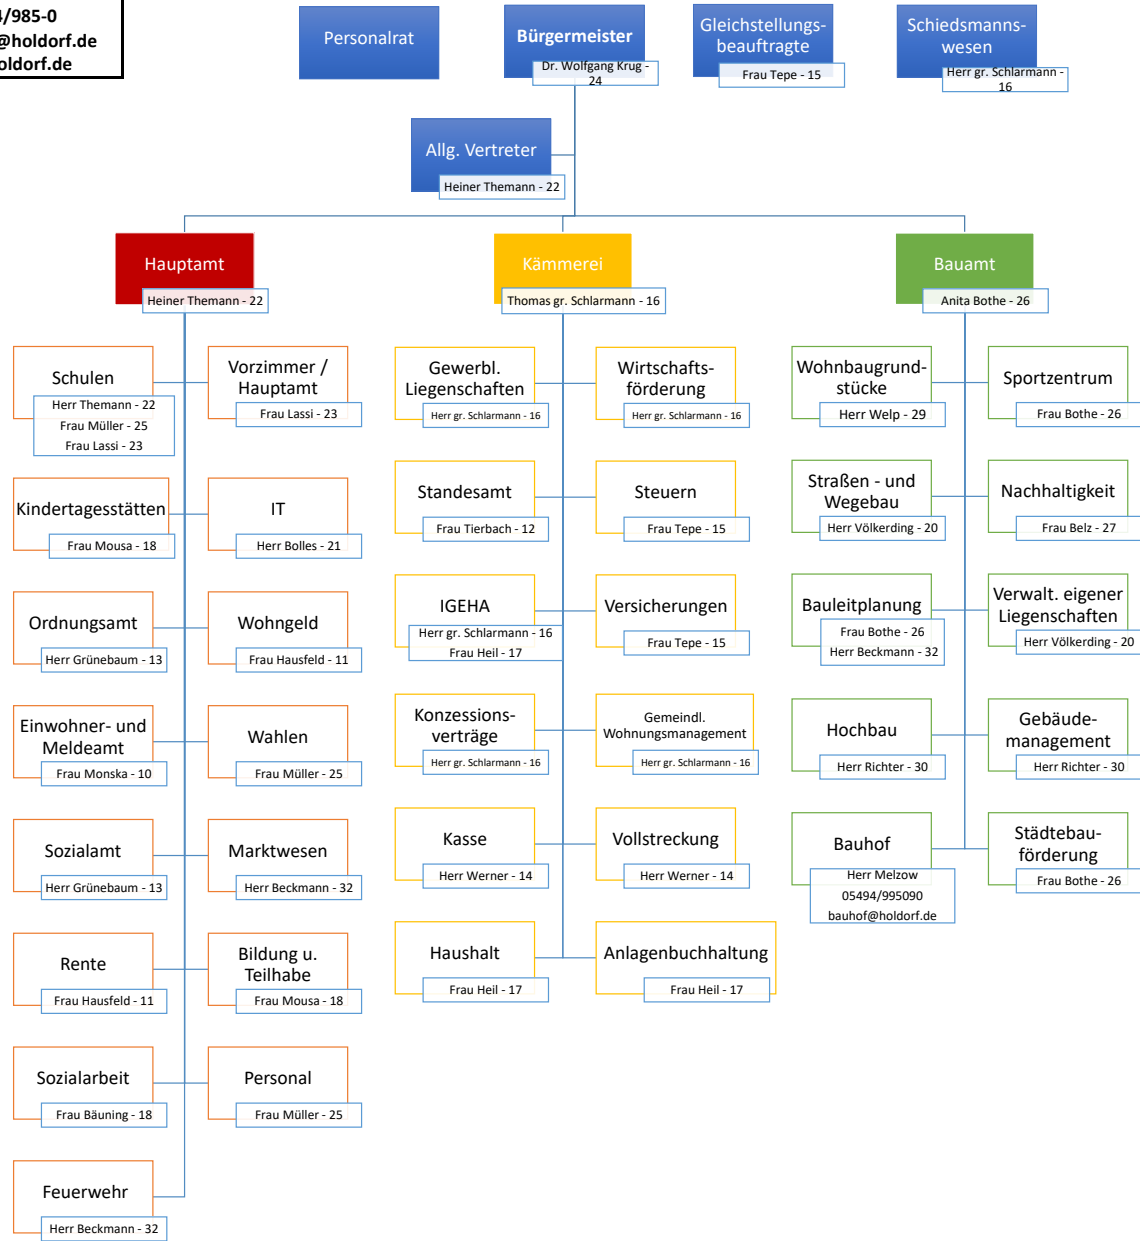 4/985-0
@holdorf.de
oldorf.de
Personalrat
Bürgermeister
Dr. Wolfgang Krug -
24
Gleichstellungs-
beauftragte
Frau Tepe - 15
Schiedsmanns-
wesen
Herr gr. Schlarmann -
16
Allg. Vertreter
Heiner Themann - 22
Hauptamt
Heiner Themann - 22
Kämmerei
Thomas gr. Schlarmann - 16
Bauamt
Anita Bothe - 26
Schulen
Herr Themann - 22
Frau Müller - 25
Frau Lassi - 23
Vorzimmer /
Hauptamt
Frau Lassi - 23
Kindertagesstätten
Frau Mousa - 18
IT
Herr Bolles - 21
Ordnungsamt
Herr Grünebaum - 13
Wohngeld
Frau Hausfeld - 11
Einwohner- und
Meldeamt
Frau Monska - 10
Wahlen
Frau Müller - 25
Sozialamt
Herr Grünebaum - 13
Marktwesen
Herr Beckmann - 32
Rente
Frau Hausfeld - 11
Bildung u.
Teilhabe
Frau Mousa - 18
Sozialarbeit
Frau Bäuning - 18
Personal
Frau Müller - 25
Feuerwehr
Herr Beckmann - 32
Gewerbl.
Liegenschaften
Herr gr. Schlarmann - 16
Wirtschafts-
förderung
Herr gr. Schlarmann - 16
Standesamt
Frau Tierbach - 12
Steuern
Frau Tepe - 15
IGEHA
Herr gr. Schlarmann - 16
Frau Heil - 17
Versicherungen
Frau Tepe - 15
Konzessions-
verträge
Herr gr. Schlarmann - 16
Gemeindl.
Wohnungsmanagement
Herr gr. Schlarmann - 16
Kasse
Herr Werner - 14
Vollstreckung
Herr Werner - 14
Haushalt
Frau Heil - 17
Anlagenbuchhaltung
Frau Heil - 17
Wohnbaugrund-
stücke
Herr Welp - 29
Sportzentrum
Frau Bothe - 26
Straßen - und
Wegebau
Herr Völkerding - 20
Nachhaltigkeit
Frau Belz - 27
Bauleitplanung
Frau Bothe - 26
Herr Beckmann - 32
Verwalt. eigener
Liegenschaften
Herr Völkerding - 20
Hochbau
Herr Richter - 30
Gebäude-
management
Herr Richter - 30
Bauhof
Herr Melzow
05494/995090
bauhof@holdorf.de
Städtebau-
förderung
Frau Bothe - 26